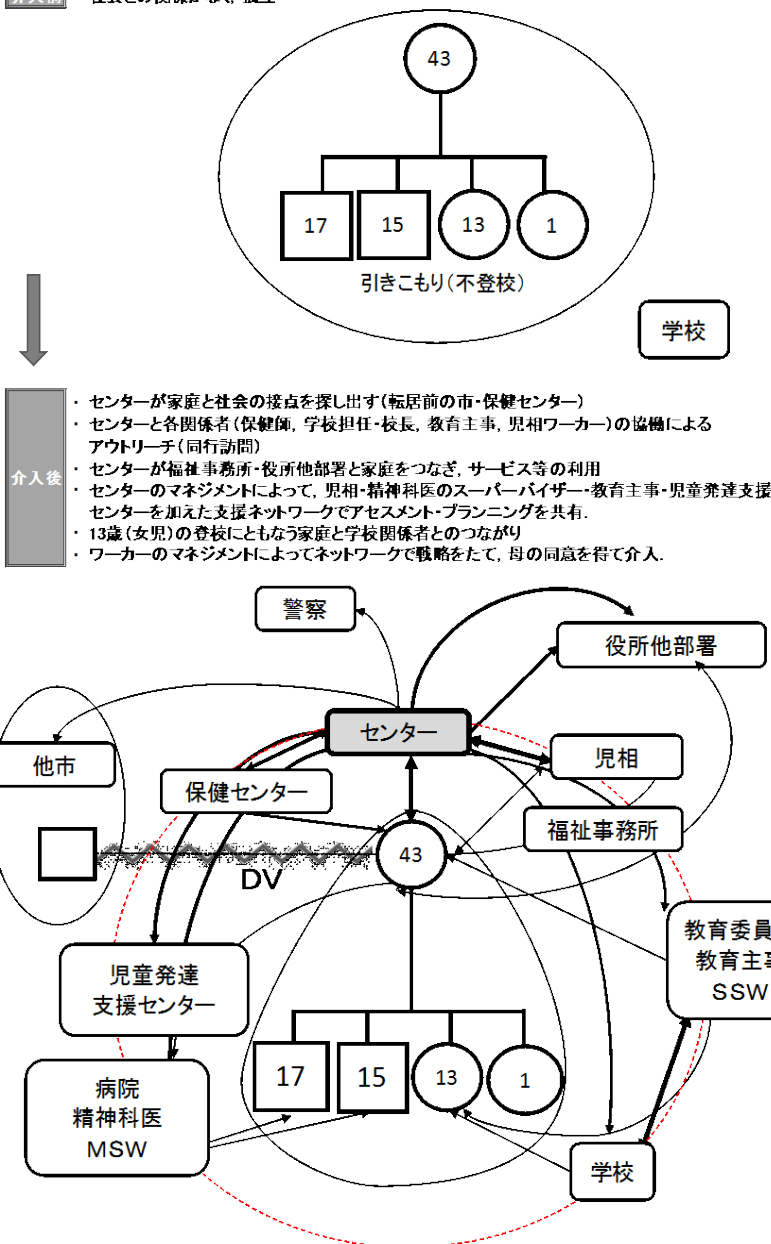 43
17
15
13
1
引きこもり(不登校)
学校
介入後
・ センターが家庭と社会の接点を探し出す(転居前の市・保健センター)
・ センターと各関係者(保健師, 学校担任・校長, 教育主事, 児相ワーカー)の協働による
アウトリーチ(同行訪問)
・ センターが福祉事務所・役所他部署と家庭をつなぎ, サービス等の利用
・ センターのマネジメントによって, 児相・精神科医のスーパーバイザー・教育主事・児童発達支援
センターを加えた支援ネットワークでアセスメント・プランニングを共有.
・ 13歳(女児)の登校にともなう家庭と学校関係者とのつながり
・ ワーカーのマネジメントによってネットワークで戦略をたて, 母の同意を得て介入.
警察
役所他部署
センター
他市
児相
保健センター
福祉事務所
43
DV
教育委員
教育主事
SSW
児童発達
支援センター
17
15
13
1
病院
精神科医
MSW
学校